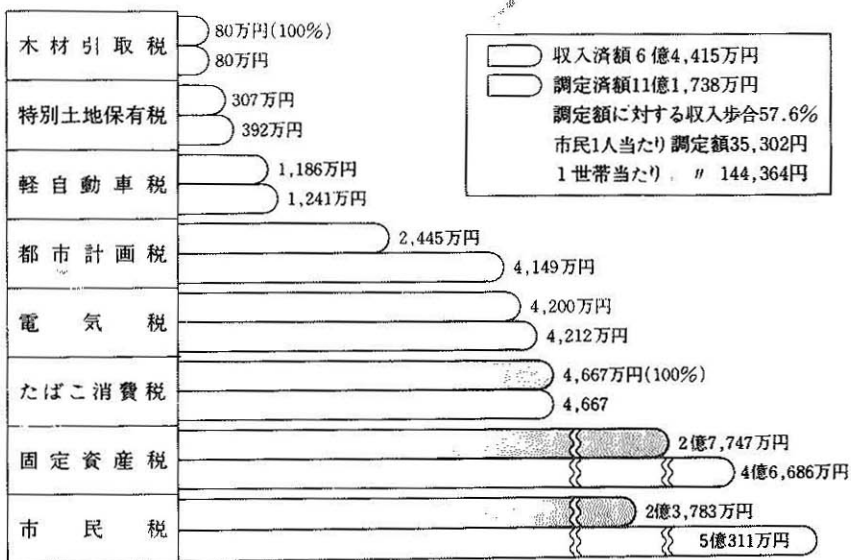 木材引取税
80万円(100%)
80万円
特別土地保有税
307万円
392万円
軽自動車税
1,186万円
1,241万円
都市計画税
2,445万円
4,149万円
電気税
4,200万円
4,212万円
たばこ消費税
4,667万円(100%)
4,667
固定資産税
2億7,747万円
4億6,686万円
市民税
2億3,783万円
5億311万円
収入済額6億4,415万円
調定済額11億1,738万円
調定額に対する収入歩合57.6%
市民1人当たり調定額35,302円
1世帯当たり 〃 144,364円